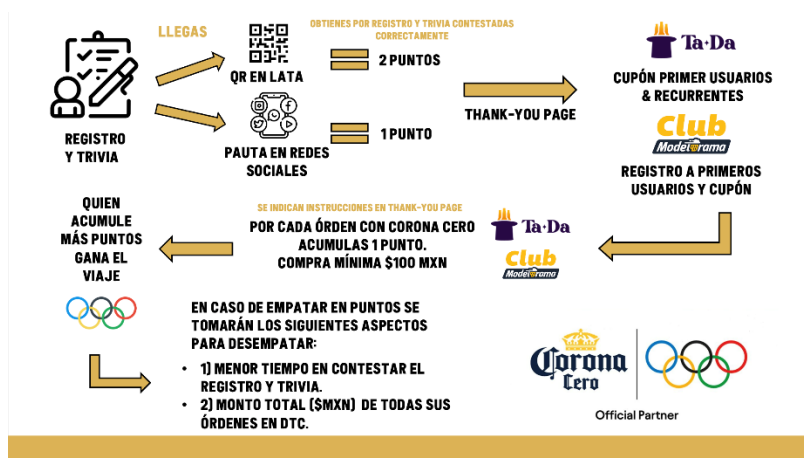 LLEGAS
REGISTRO
Y TRIVIA
QR EN LATA
PAUTA EN REDES
SOCIALES
OBTIENES POR REGISTRO Y TRIVIA CONTESTADAS
CORRECTAMENTE
2 PUNTOS
1 PUNTO
THANK-YOU PAGE
Ta·Da
CUPÓN PRIMER USUARIOS
& RECURRENTES
Club
Modelorama
REGISTRO A PRIMEROS
USUARIOS Y CUPÓN
Ta·Da
Club
Modelorama
SE INDICAN INSTRUCCIONES EN THANK-YOU PAGE
POR CADA ÓRDEN CON CORONA CERO
ACUMULAS 1 PUNTO.
COMPRA MÍNIMA $100 MXN
QUIEN
ACUMULE
MÁS PUNTOS
GANA EL
VIAJE
EN CASO DE EMPATAR EN PUNTOS SE
TOMARÁN LOS SIGUIENTES ASPECTOS
PARA DESEMPATAR:
• 1) MENOR TIEMPO EN CONTESTAR EL
REGISTRO Y TRIVIA.
• 2) MONTO TOTAL ($MXN) DE TODAS SUS
ÓRDENES EN DTC.
Corona
Cero
Official Partner